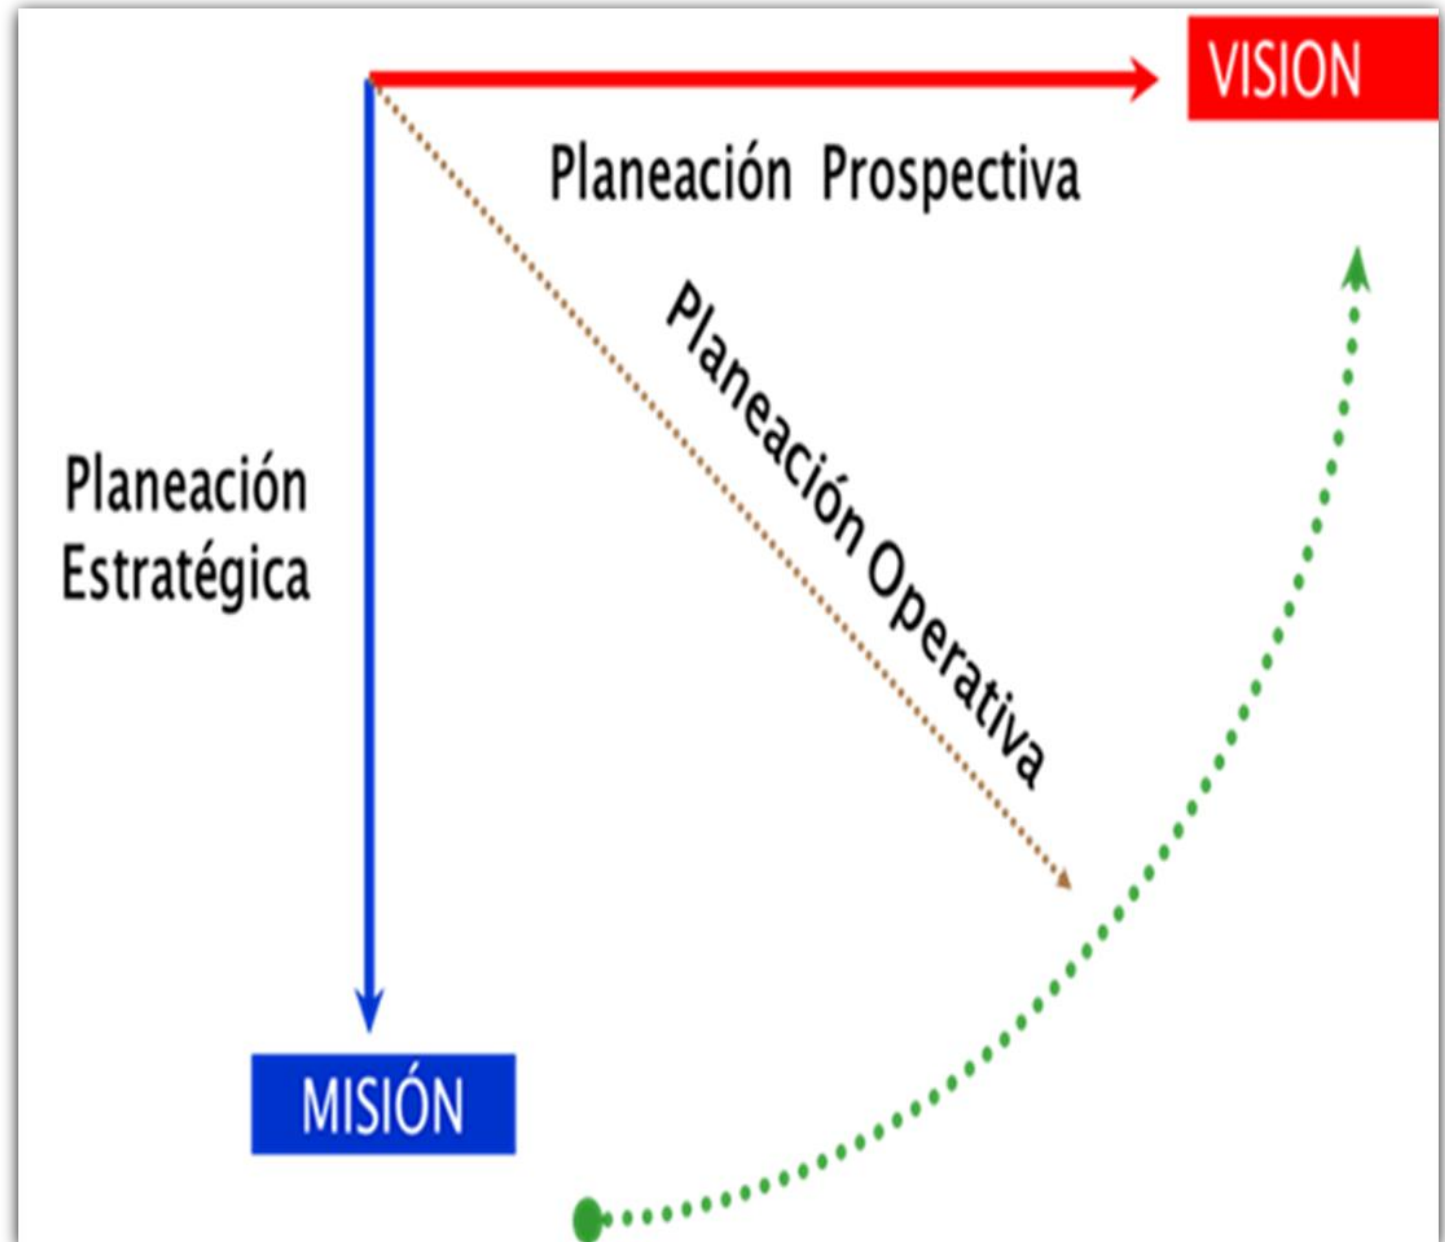 VISION
Planeación Prospectiva
Planeación Operativa
Planeación
Estratégica
MISIÓN